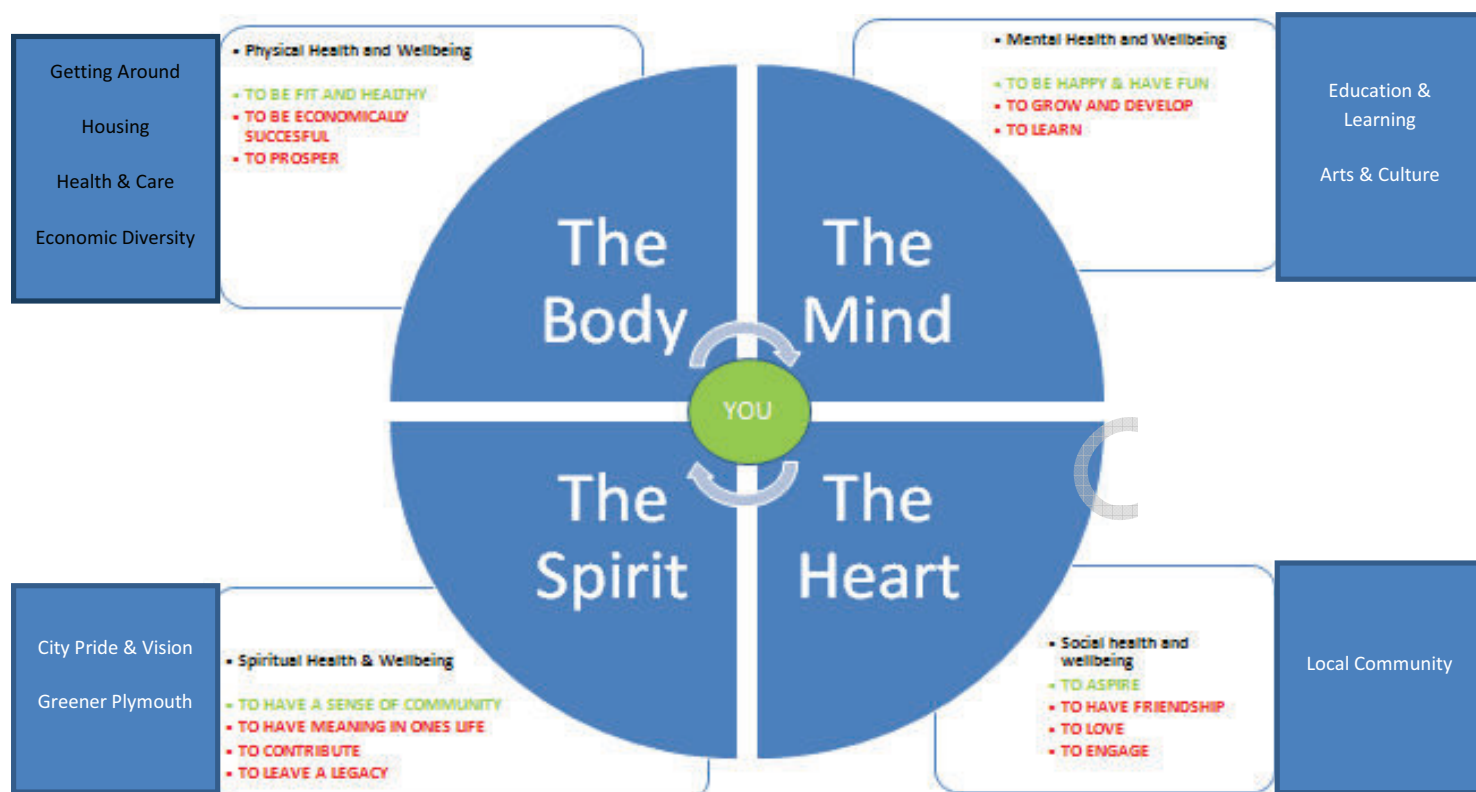 Getting Around
Housing
Health & Care
Economic Diversity
▪ Physical Health and Wellbeing
▪ TO BE FIT AND HEALTHY
▪ TO BE ECONOMICALLY
SUCCESFUL
▪ TO PROSPER
▪ Mental Health and Wellbeing
▪ TO BE HAPPY & HAVE FUN
▪ TO GROW AND DEVELOP
▪ TO LEARN
Education &
Learning
Arts & Culture
The
Body
The
Mind
YOU
The
Spirit
The
Heart
City Pride & Vision
Greener Plymouth
▪ Spiritual Health & Wellbeing
▪ TO HAVE A SENSE OF COMMUNITY
▪ TO HAVE MEANING IN ONES LIFE
▪ TO CONTRIBUTE
▪ TO LEAVE A LEGACY
▪ Social health and
wellbeing
▪ TO ASPIRE
▪ TO HAVE FRIENDSHIP
▪ TO LOVE
▪ TO ENGAGE
Local Community